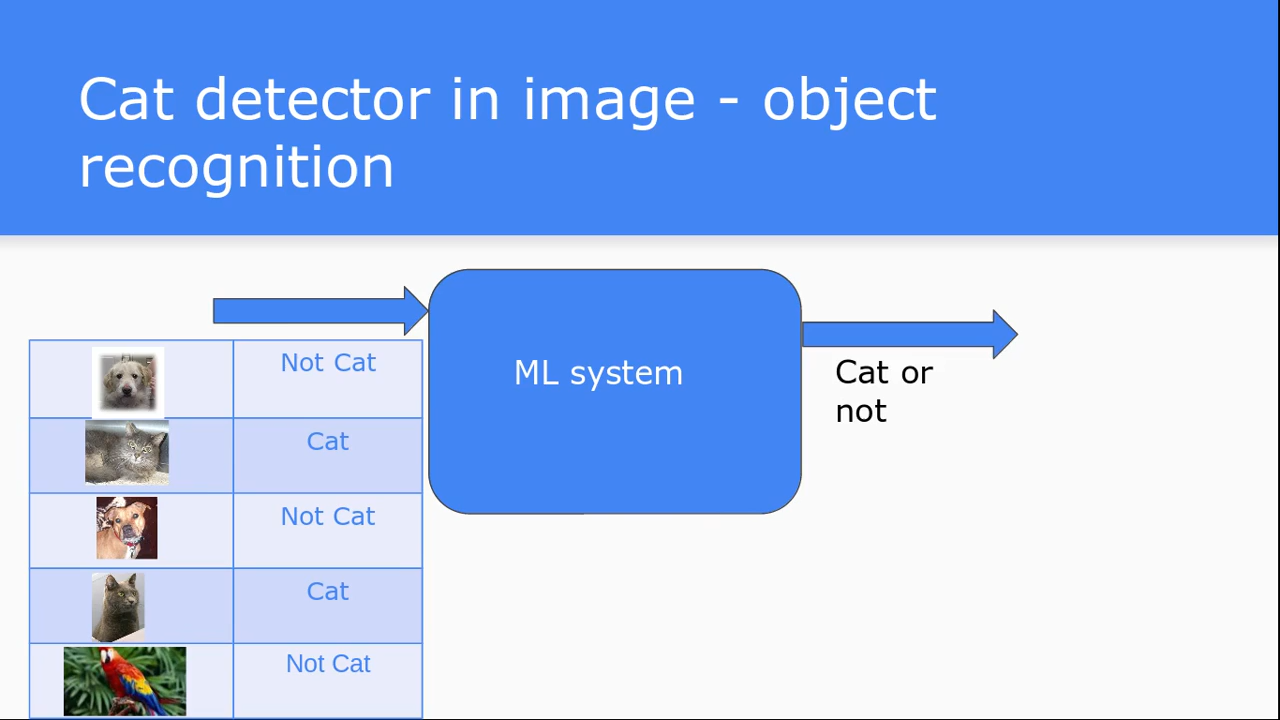 Cat detector in image - object
recognition
Not Cat
Cat
Not Cat
Cat
Not Cat
ML system
Cat or
not